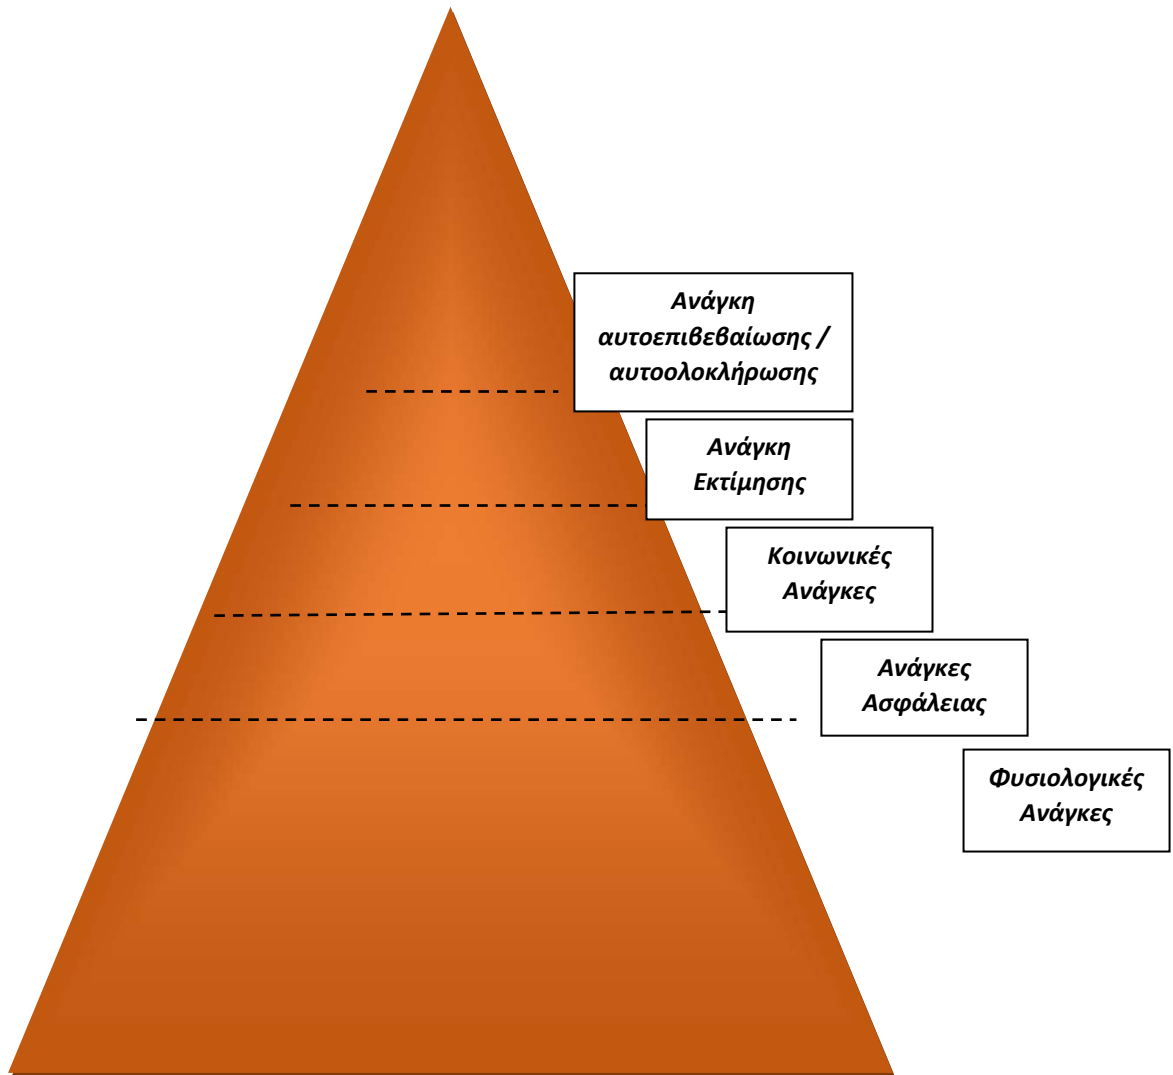 Ανάγκη
αυτοεπιβεβαίωσης /
αυτοολοκλήρωσης
Ανάγκη
Εκτίμησης
Κοινωνικές
Ανάγκες
Ανάγκες
Ασφάλειας
Φυσιολογικές
Ανάγκες